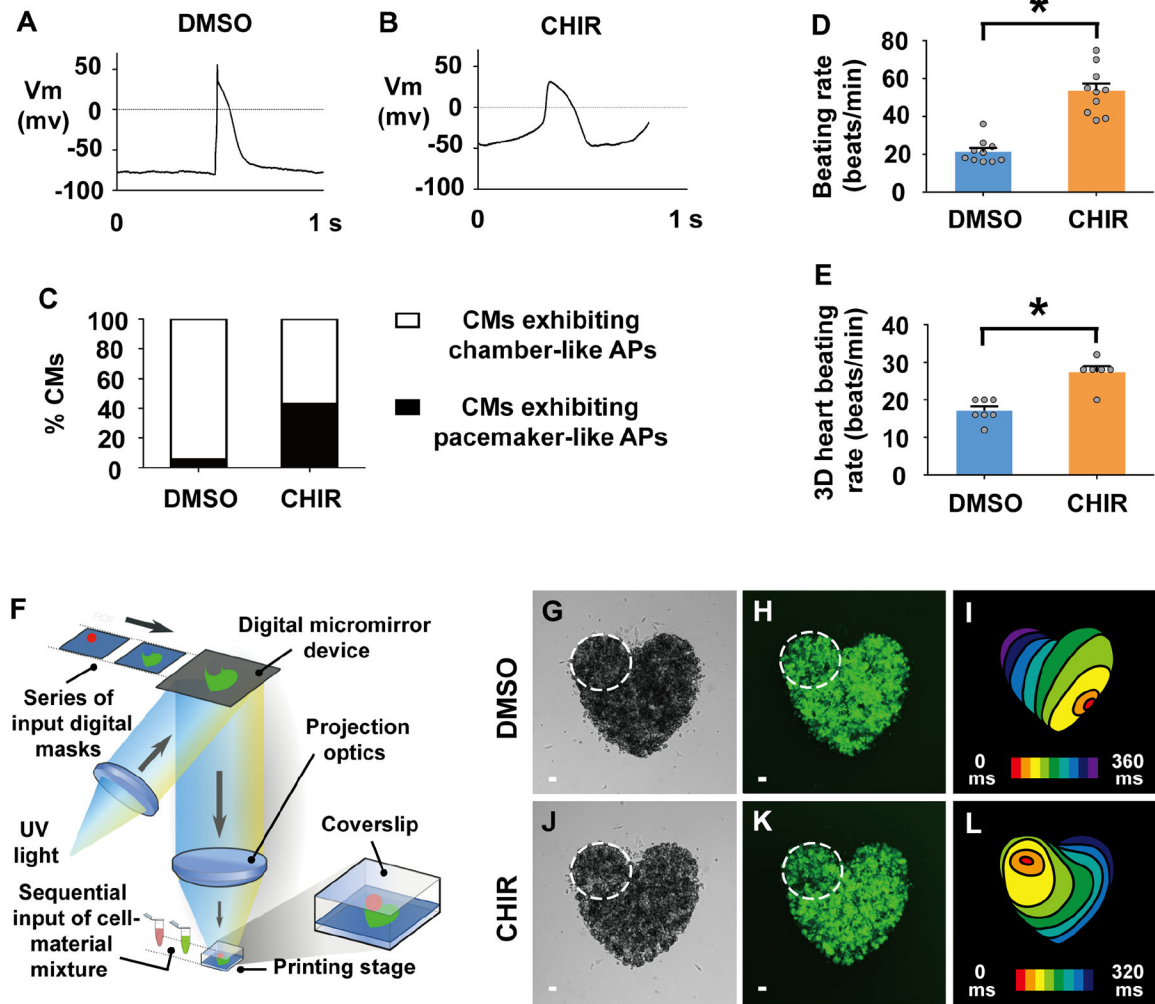 A
DMSO
Vm
(mv)
50
0
-50
-100
0
1 s
B
CHIR
Vm
(mv)
50
0
-50
-100
0
1 s
C
% CMs
100
80
60
40
20
0
DMSO
CHIR
CMs exhibiting
chamber-like APs
CMs exhibiting
pacemaker-like APs
D
*
Beating rate
(beats/min)
80
60
40
20
0
DMSO
CHIR
E
*
3D heart beating
rate (beats/min)
40
30
20
10
0
DMSO
CHIR
F
Digital micromirror
device
Series of
input digital
masks
Projection
optics
UV
light
Coverslip
Sequential
input of cell-
material
mixture
Printing stage
DMSO
G
H
I
0
ms
360
ms
CHIR
J
K
L
0
ms
320
ms